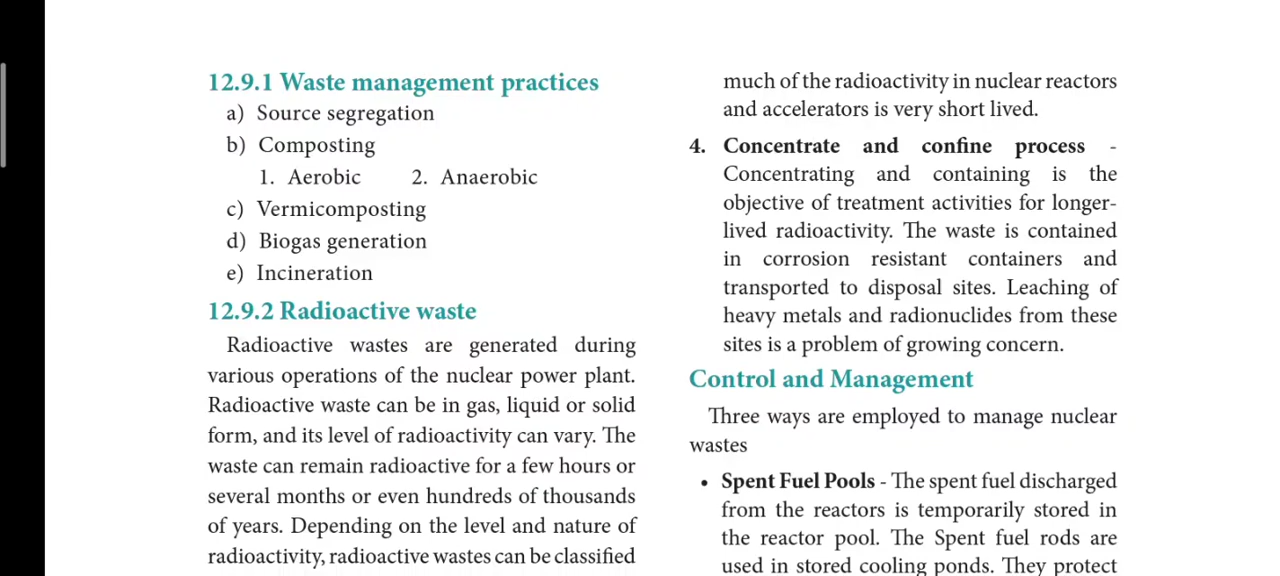 12.9.1 Waste management practices
a) Source segregation
b) Composting
1. Aerobic 2. Anaerobic
c) Vermicomposting
d) Biogas generation
e) Incineration
12.9.2 Radioactive waste
Radioactive wastes are generated during
various operations of the nuclear power plant.
Radioactive waste can be in gas, liquid or solid
form, and its level of radioactivity can vary. The
waste can remain radioactive for a few hours or
several months or even hundreds of thousands
of years. Depending on the level and nature of
radioactivity, radioactive wastes can be classified
much of the radioactivity in nuclear reactors
and accelerators is very short lived.
4. Concentrate and confine process -
Concentrating and containing is the
objective of treatment activities for longer-
lived radioactivity. The waste is contained
in corrosion resistant containers and
transported to disposal sites. Leaching of
heavy metals and radionuclides from these
sites is a problem of growing concern.
Control and Management
Three ways are employed to manage nuclear
wastes
• Spent Fuel Pools - The spent fuel discharged
from the reactors is temporarily stored in
the reactor pool. The Spent fuel rods are
used in stored cooling ponds. They protect